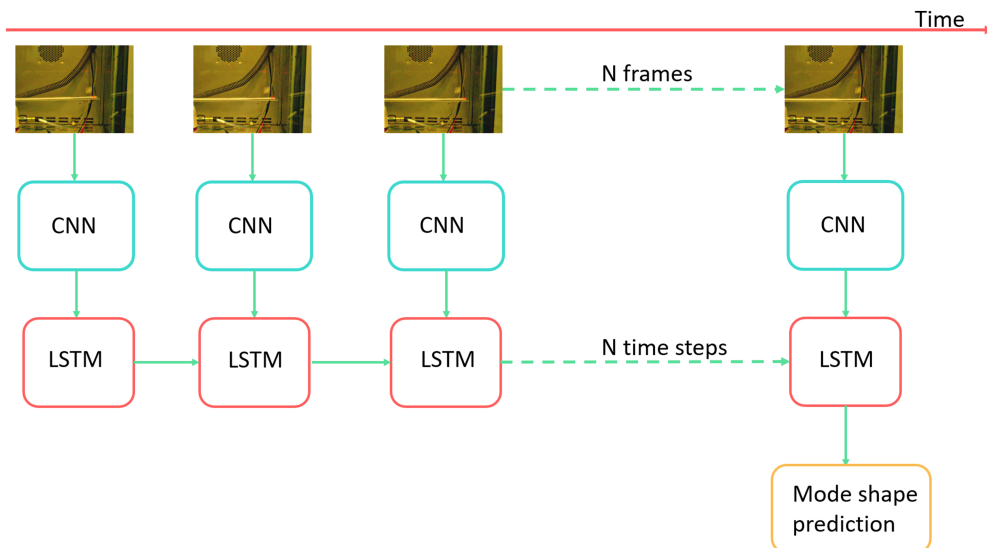 Time
N frames
CNN
CNN
CNN
CNN
LSTM
LSTM
LSTM
N time steps
LSTM
Mode shape
prediction